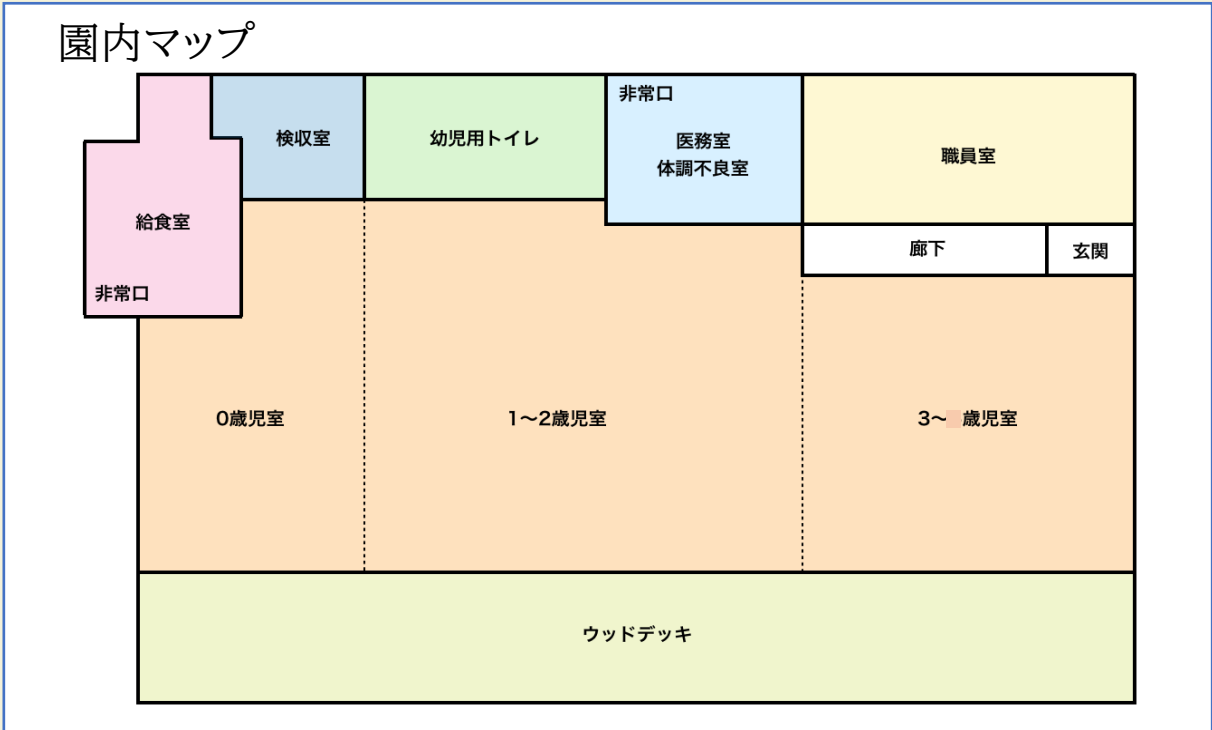 園内マップ
非常口
検収室
幼児用トイレ
医務室
体調不良室
職員室
給食室
廊下
玄関
非常口
0歳児室
1〜2歳児室
3〜 歳児室
ウッドデッキ